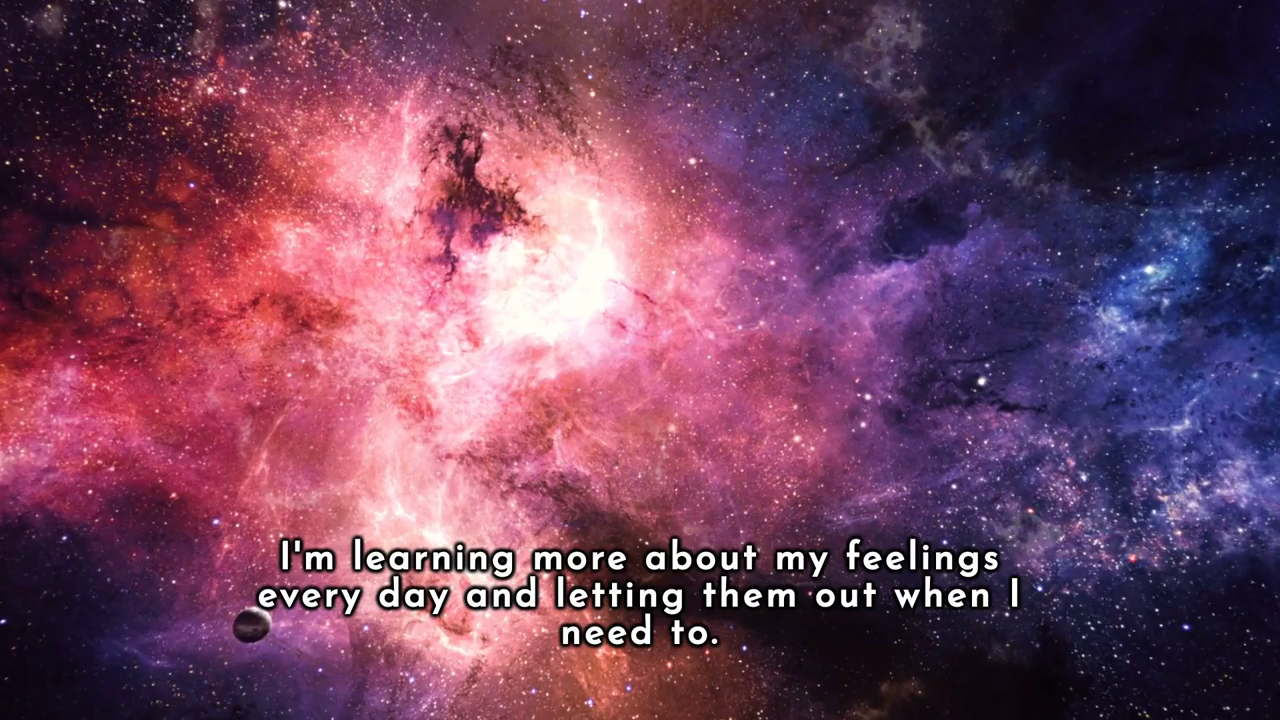 I'm learning more about my feelings
every day and letting them out when I
need to.